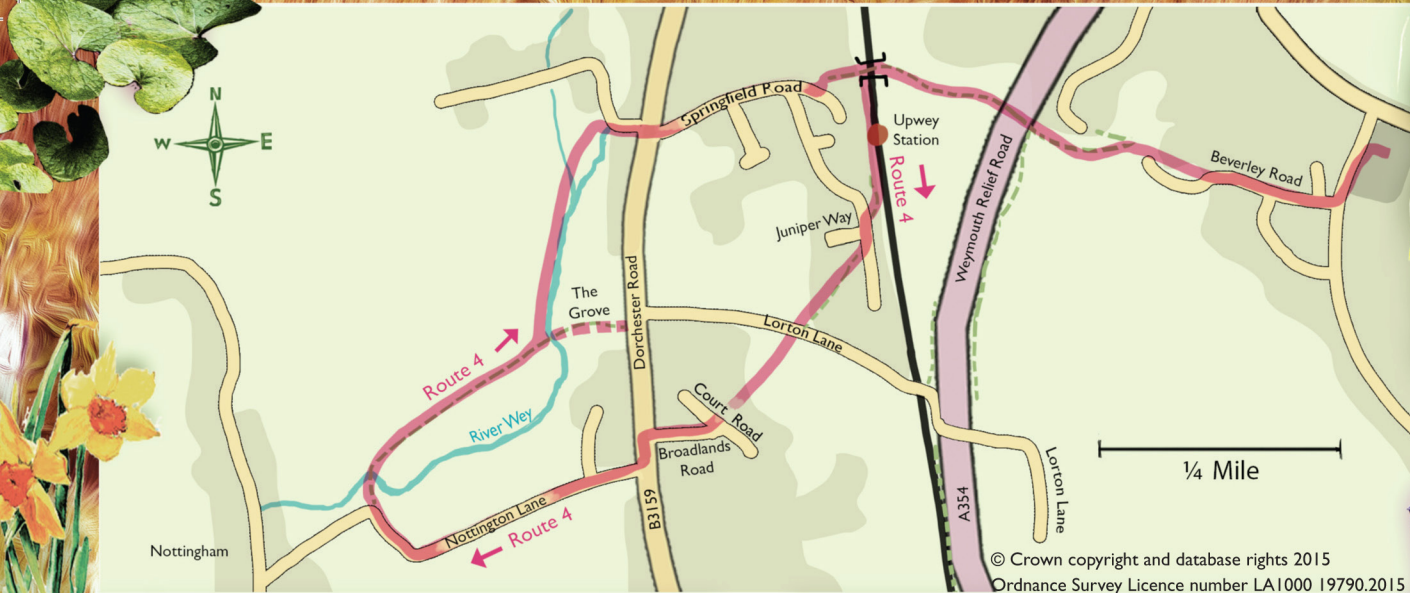 N
W E
S
Springfield Road
Upwey
Station
Route 4
Juniper Way
Weymouth Relief Road
Beverley Road
The
Grove
Dorchester Road
Lorton Lane
Route 4
River Wey
Court Road
Broadlands
Road
Nottington Lane
Route 4
B3159
A354
Lorton Lane
¼ Mile
Nottingham
© Crown copyright and database rights 2015
Ordnance Survey Licence number LA1000 19790.2015